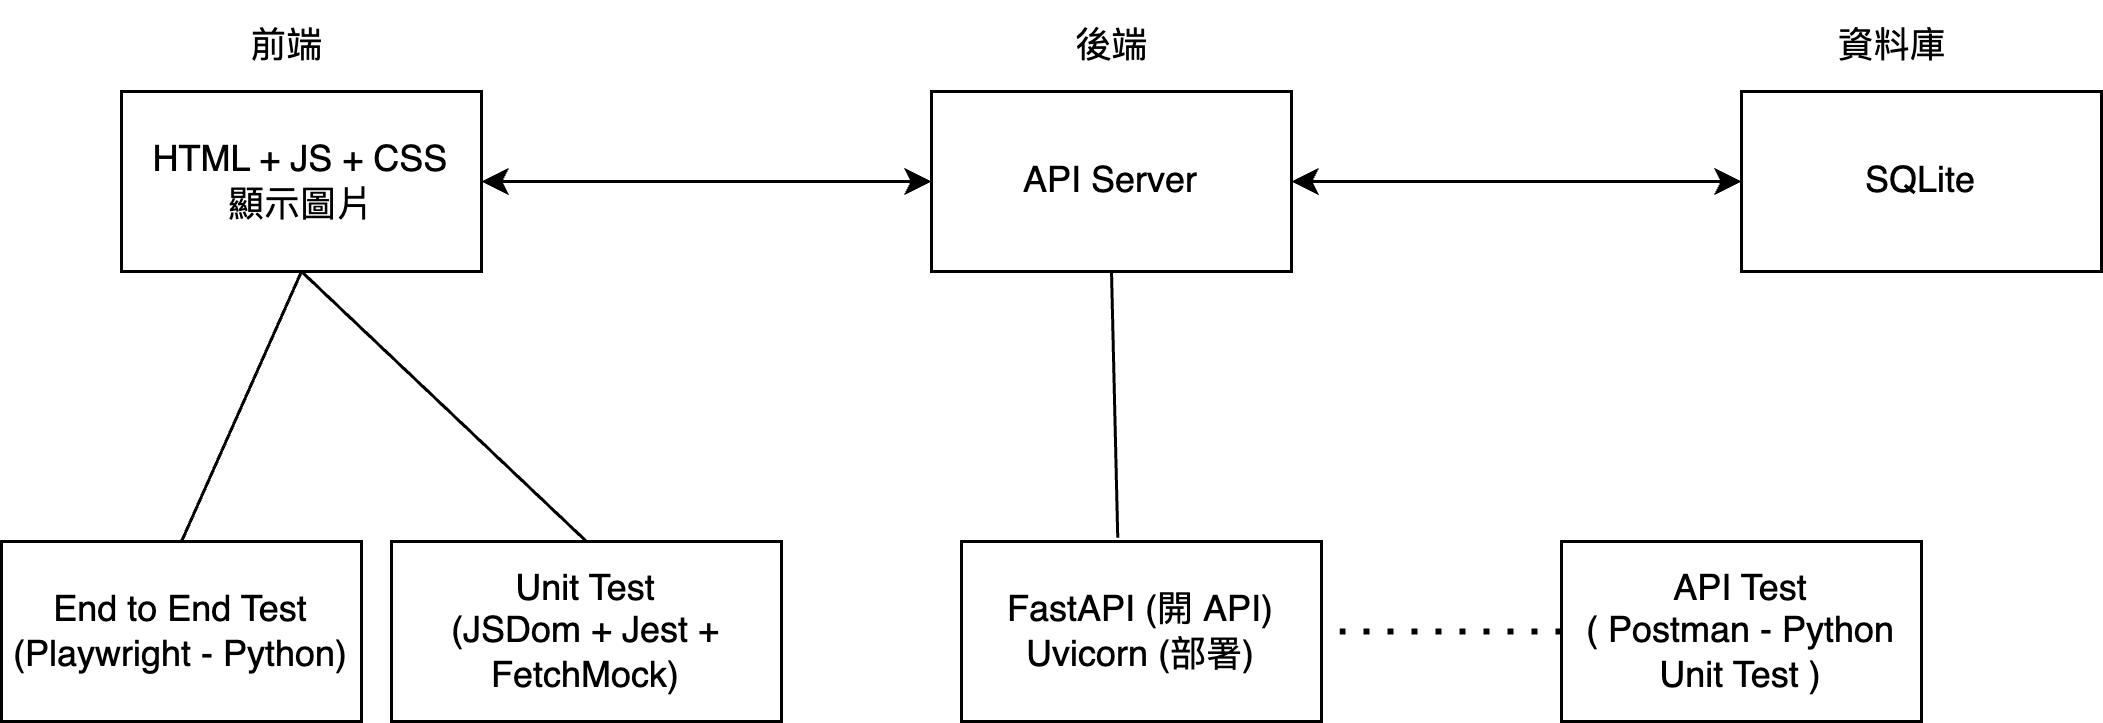 前端
後端
資料庫
HTML + JS + CSS
顯示圖片
API Server
SQLite
End to End Test
(Playwright - Python)
Unit Test
(JSDom + Jest +
FetchMock)
FastAPI (開 API)
Uvicorn (部署)
API Test
( Postman - Python
Unit Test )